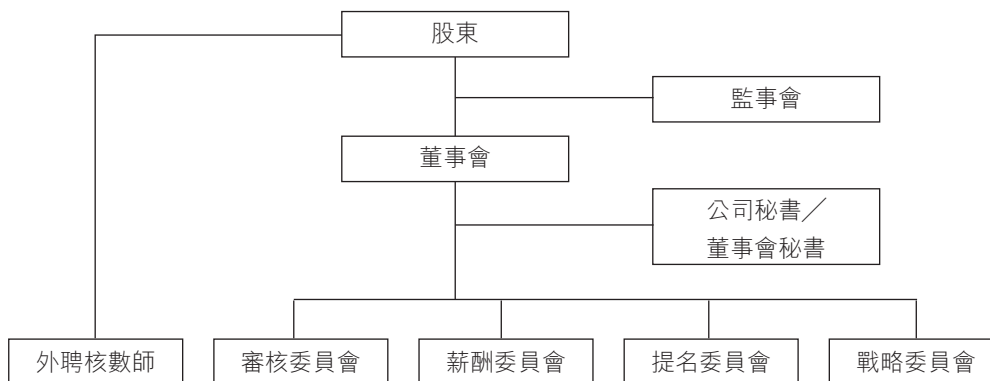 股東
監事會
董事會
公司秘書╱
董事會秘書
外聘核數師
審核委員會
薪酬委員會
提名委員會
戰略委員會